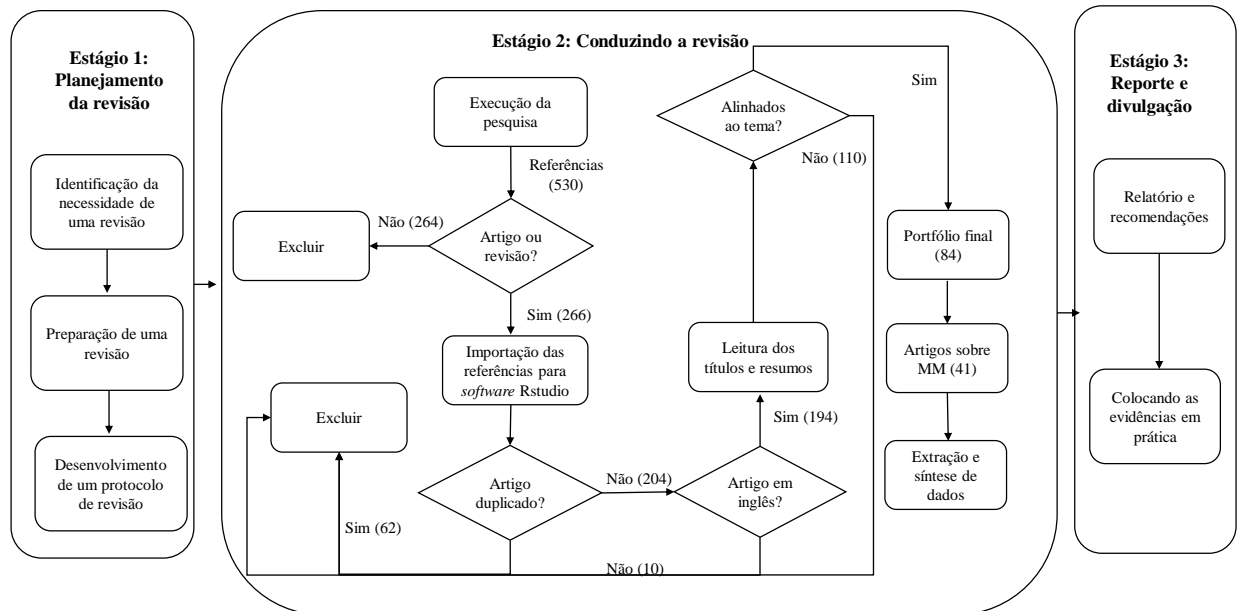 Estágio 1:
Planejamento
da revisão
Identificação da
necessidade de
uma revisão
Preparação de uma
revisão
Desenvolvimento
de um protocolo
de revisão
Estágio 2: Conduzindo a revisão
Execução da
pesquisa
Referências
(530)
Não (264)
Excluir
Artigo ou
revisão?
Sim (266)
Importação das
referências para
software Rstudio
Excluir
Artigo
duplicado?
Sim (62)
Não (204)
Artigo em
inglês?
Não (10)
Sim (194)
Leitura dos
títulos e resumos
Alinhados
ao tema?
Não (110)
Sim
Portfólio final
(84)
Artigos sobre
MM (41)
Extração e
síntese de
dados
Estágio 3:
Reporte e
divulgação
Relatório e
recomendações
Colocando as
evidências em
prática